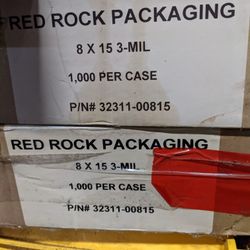 RED ROCK PACKAGING
8 X 15 3-MIL
1,000 PER CASE
P/N# 32311-00815
RED ROCK PACKAGING
8 X 15 3-MIL
1,000 PER CASE
P/N# 32311-00815